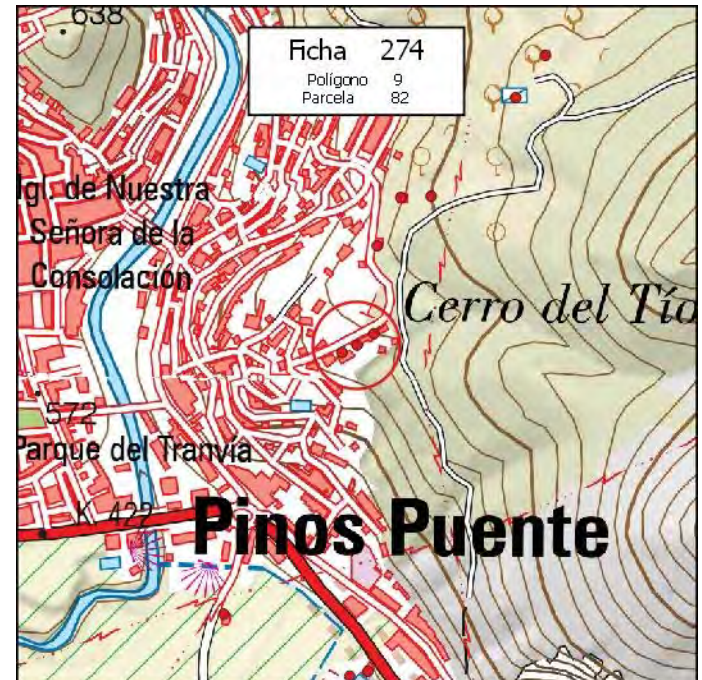 638
Ficha 274
Polígono 9
Parcela 82
Igl. de Nuestra
Señora de la
Consolación
Cerro del Tío
572
Parque del Tranvía
K. 422
Pinos Puente